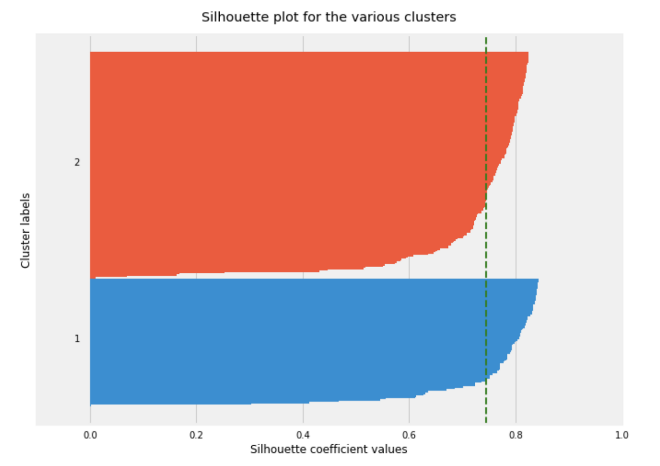 Silhouette plot for the various clusters
Cluster labels
2
1
0.0 0.2 0.4 0.6 0.8 1.0
Silhouette coefficient values